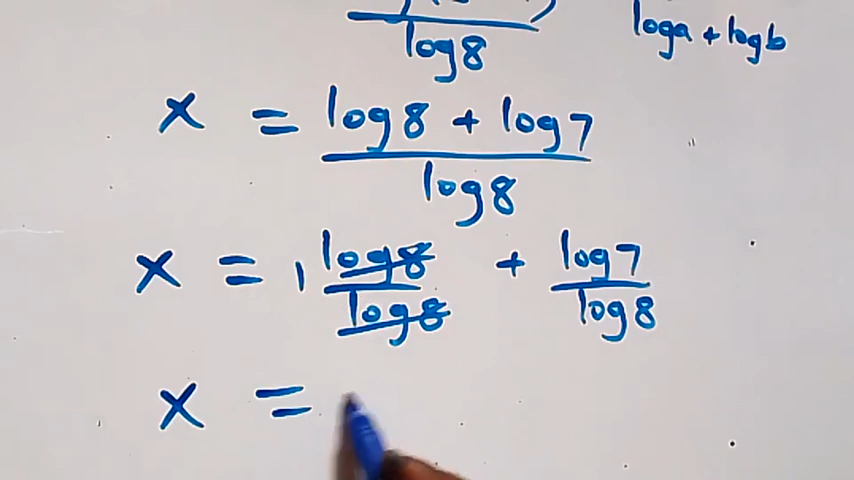 log8
loga + logb
x = log8 + log7
log8
x = 1 log8 + log7
log8 log8
x =